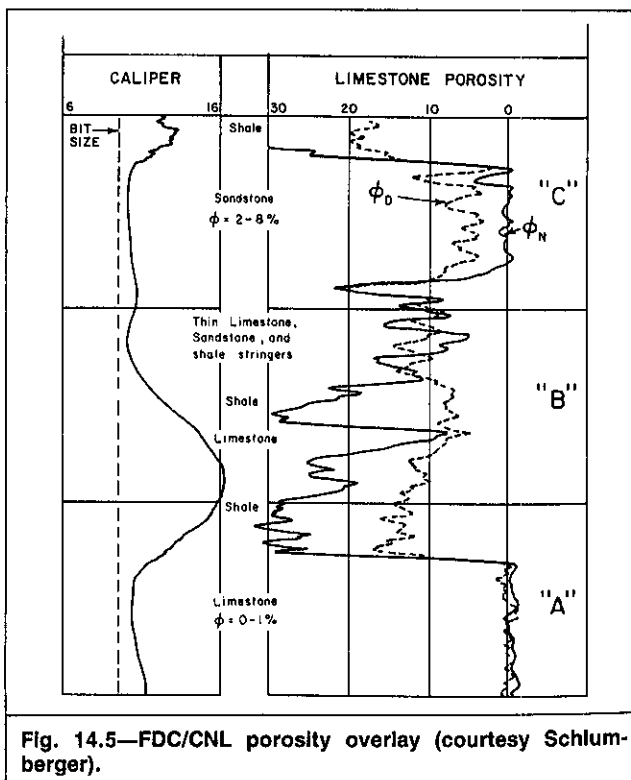 CALIPER
LIMESTONE POROSITY
6
16
30
20
10
0
BIT
SIZE
Shale
Sandstone
ϕ = 2-8%
ϕD
ϕN
"C"
Thin Limestone,
Sandstone, and
shale stringers
Shale
"B"
Limestone
Shale
"A"
Limestone
ϕ = 0-1%
Fig. 14.5—FDC/CNL porosity overlay (courtesy Schlum-
berger).